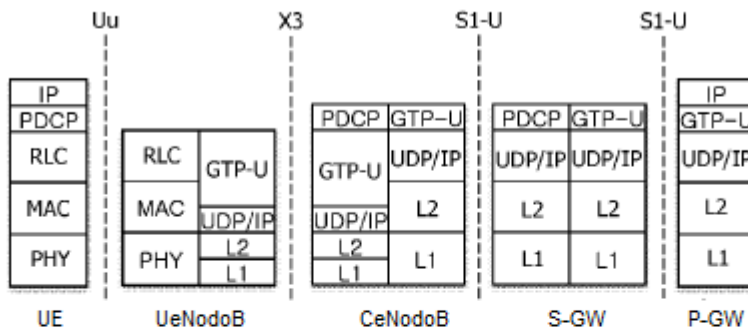 Uu X3 S1-U S1-U
IP
PDCP
RLC
MAC
PHY
UE
RLC
MAC
PHY
GTP-U
UDP/IP
L2
L1
UeNodoB
PDCP
GTP-U
UDP/IP
L2
L1
GTP-U
UDP/IP
L2
L1
CeNodoB
PDCP
UDP/IP
L2
L1
GTP-U
UDP/IP
L2
L1
S-GW
IP
GTP-U
UDP/IP
L2
L1
P-GW